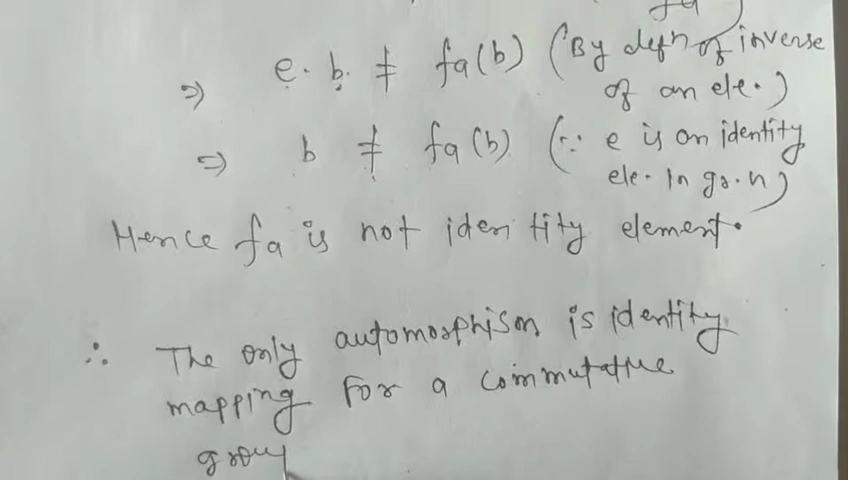 ⇒ e. b. ≠ fa(b) (By defn of inverse
of an ele.)
⇒ b ≠ fa(b) (∵ e is an identity
ele. in
Hence fa is not identity element.
∴ The only automorphism is identity
mapping for a commutative
group